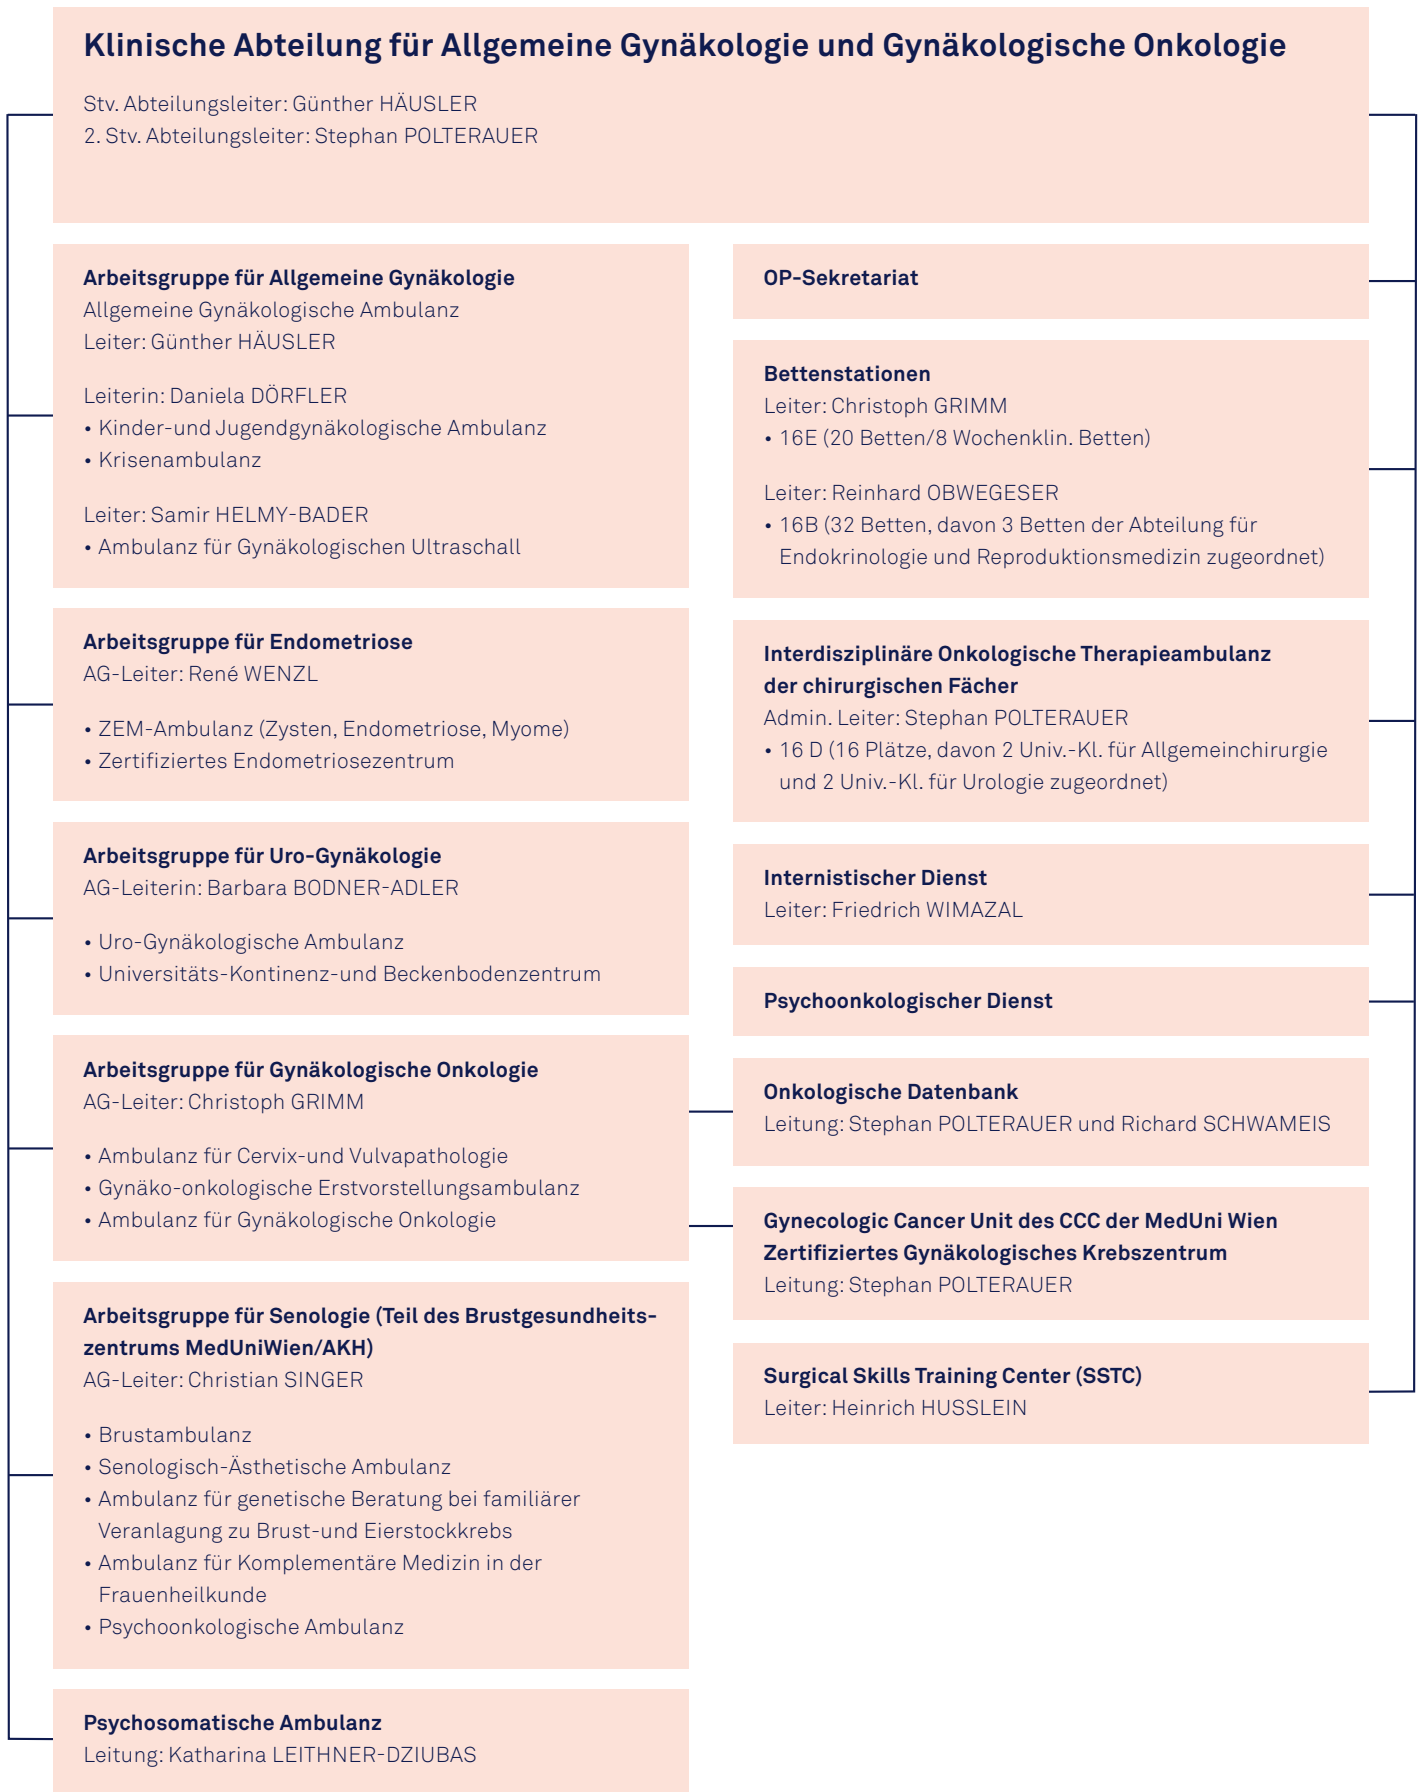 Klinische Abteilung für Allgemeine Gynäkologie und Gynäkologische Onkologie
Stv. Abteilungsleiter: Günther HÄUSLER
2. Stv. Abteilungsleiter: Stephan POLTERAUER
Arbeitsgruppe für Allgemeine Gynäkologie
Allgemeine Gynäkologische Ambulanz
Leiter: Günther HÄUSLER
Leiterin: Daniela DÖRFLER
• Kinder-und Jugendgynäkologische Ambulanz
• Krisenambulanz
Leiter: Samir HELMY-BADER
• Ambulanz für Gynäkologischen Ultraschall
Arbeitsgruppe für Endometriose
AG-Leiter: René WENZL
• ZEM-Ambulanz (Zysten, Endometriose, Myome)
• Zertifiziertes Endometriosezentrum
Arbeitsgruppe für Uro-Gynäkologie
AG-Leiterin: Barbara BODNER-ADLER
• Uro-Gynäkologische Ambulanz
• Universitäts-Kontinenz-und Beckenbodenzentrum
Arbeitsgruppe für Gynäkologische Onkologie
AG-Leiter: Christoph GRIMM
• Ambulanz für Cervix-und Vulvapathologie
• Gynäko-onkologische Erstvorstellungsambulanz
• Ambulanz für Gynäkologische Onkologie
Arbeitsgruppe für Senologie (Teil des Brustgesundheits-
zentrums MedUniWien/AKH)
AG-Leiter: Christian SINGER
• Brustambulanz
• Senologisch-Ästhetische Ambulanz
• Ambulanz für genetische Beratung bei familiärer
Veranlagung zu Brust-und Eierstockkrebs
• Ambulanz für Komplementäre Medizin in der
Frauenheilkunde
• Psychoonkologische Ambulanz
Psychosomatische Ambulanz
Leitung: Katharina LEITHNER-DZIUBAS
OP-Sekretariat
Bettenstationen
Leiter: Christoph GRIMM
• 16E (20 Betten/8 Wochenklin. Betten)
Leiter: Reinhard OBWEGESER
• 16B (32 Betten, davon 3 Betten der Abteilung für
Endokrinologie und Reproduktionsmedizin zugeordnet)
Interdisziplinäre Onkologische Therapieambulanz
der chirurgischen Fächer
Admin. Leiter: Stephan POLTERAUER
• 16 D (16 Plätze, davon 2 Univ.-Kl. für Allgemeinchirurgie
und 2 Univ.-Kl. für Urologie zugeordnet)
Internistischer Dienst
Leiter: Friedrich WIMAZAL
Psychoonkologischer Dienst
Onkologische Datenbank
Leitung: Stephan POLTERAUER und Richard SCHWAMEIS
Gynecologic Cancer Unit des CCC der MedUni Wien
Zertifiziertes Gynäkologisches Krebszentrum
Leitung: Stephan POLTERAUER
Surgical Skills Training Center (SSTC)
Leiter: Heinrich HUSSLEIN